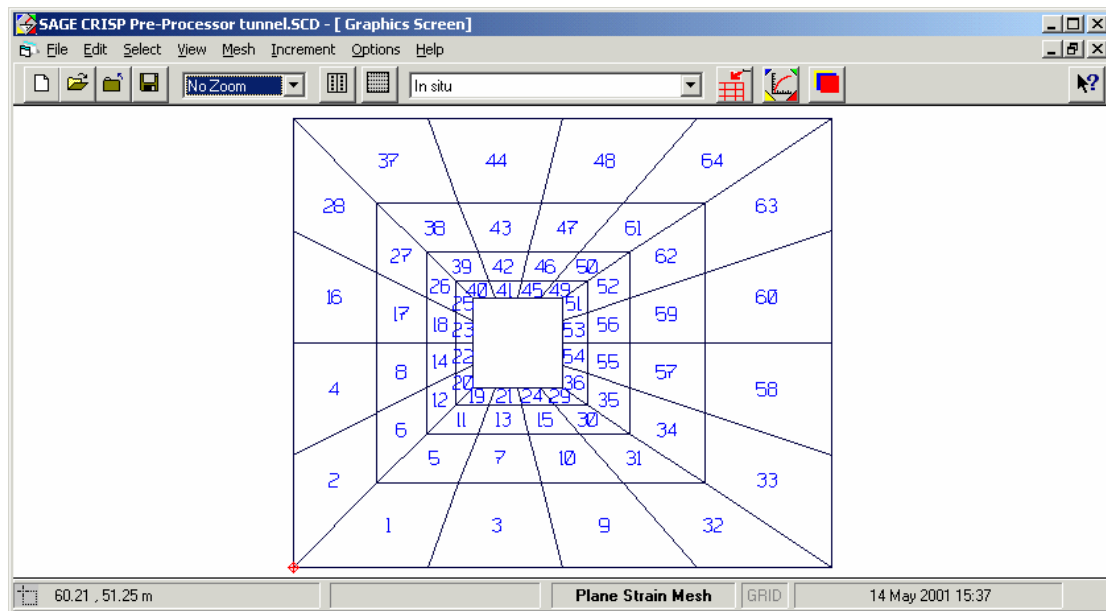 SAGE CRISP Pre-Processor tunnel.SCD - [ Graphics Screen]
File Edit Select View Mesh Increment Options Help
No Zoom In situ
37 44 48 64
28 63
38 43 47 61
27 62
39 42 46 50
26 40 41 45 49 52
25 51
16 17 18 23 53 56 59 60
4 8 14 22 54 55 57 58
20 36
12 19 21 24 29 35
11 13 15 30
6 34
5 7 10 31
2 33
1 3 9 32
60.21 , 51.25 m Plane Strain Mesh GRID 14 May 2001 15:37